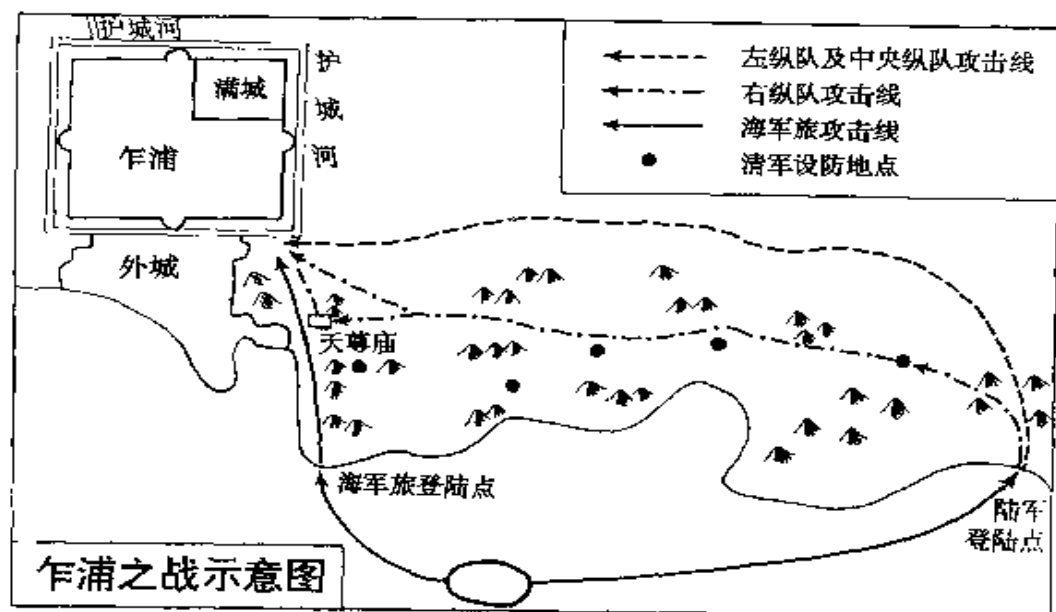 护城河
护
城
河
满城
乍浦
外城
左纵队及中央纵队攻击线
右纵队攻击线
海军旅攻击线
清军设防地点
天尊庙
海军旅登陆点
陆军
登陆点
乍浦之战示意图